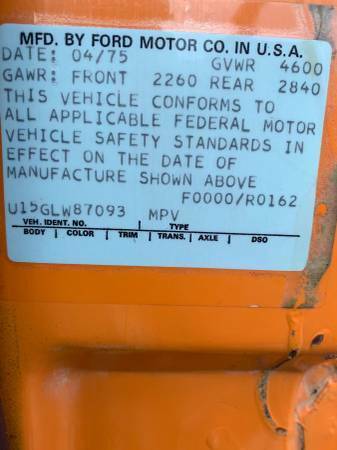 MFD. BY FORD MOTOR CO. IN U.S.A.
DATE: 04/75 GVWR 4600
GAWR: FRONT 2260 REAR 2840
THIS VEHICLE CONFORMS TO
ALL APPLICABLE FEDERAL MOTOR
VEHICLE SAFETY STANDARDS IN
EFFECT ON THE DATE OF
MANUFACTURE SHOWN ABOVE
F0000/R0162
U15GLW87093 MPV
VEH. IDENT. NO. TYPE
BODY COLOR TRIM TRANS. AXLE DSO